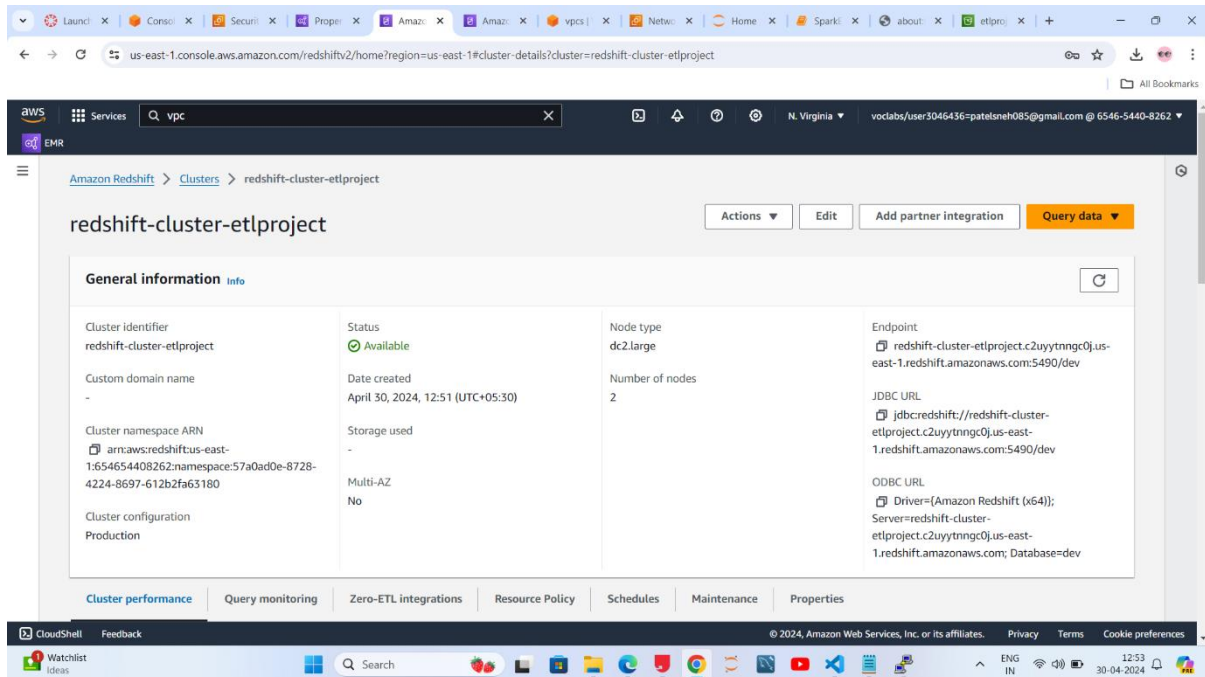 Launch
Consol
Securit
Proper
Amazo
Amazo
vpcs |
Netwo
Home
SparkE
about:
etlproj
us-east-1.console.aws.amazon.com/redshiftv2/home?region=us-east-1#cluster-details?cluster=redshift-cluster-etlproject
All Bookmarks
aws
Services
vpc
N. Virginia
voclabs/user3046436=patelsneh085@gmail.com @ 6546-5440-8262
EMR
Amazon Redshift > Clusters > redshift-cluster-etlproject
redshift-cluster-etlproject
Actions
Edit
Add partner integration
Query data
General information Info
Cluster identifier
redshift-cluster-etlproject
Custom domain name
-
Cluster namespace ARN
arn:aws:redshift:us-east-
1:654654408262:namespace:57a0ad0e-8728-
4224-8697-612b2fa63180
Cluster configuration
Production
Status
Available
Date created
April 30, 2024, 12:51 (UTC+05:30)
Storage used
-
Multi-AZ
No
Node type
dc2.large
Number of nodes
2
Endpoint
redshift-cluster-etlproject.c2uyytnngc0j.us-
east-1.redshift.amazonaws.com:5490/dev
JDBC URL
jdbc:redshift://redshift-cluster-
etlproject.c2uyytnngc0j.us-east-
1.redshift.amazonaws.com:5490/dev
ODBC URL
Driver={Amazon Redshift (x64)};
Server=redshift-cluster-
etlproject.c2uyytnngc0j.us-east-
1.redshift.amazonaws.com; Database=dev
Cluster performance
Query monitoring
Zero-ETL integrations
Resource Policy
Schedules
Maintenance
Properties
CloudShell
Feedback
© 2024, Amazon Web Services, Inc. or its affiliates.
Privacy
Terms
Cookie preferences
1
Watchlist
Ideas
Search
ENG
IN
12:53
30-04-2024
PRE